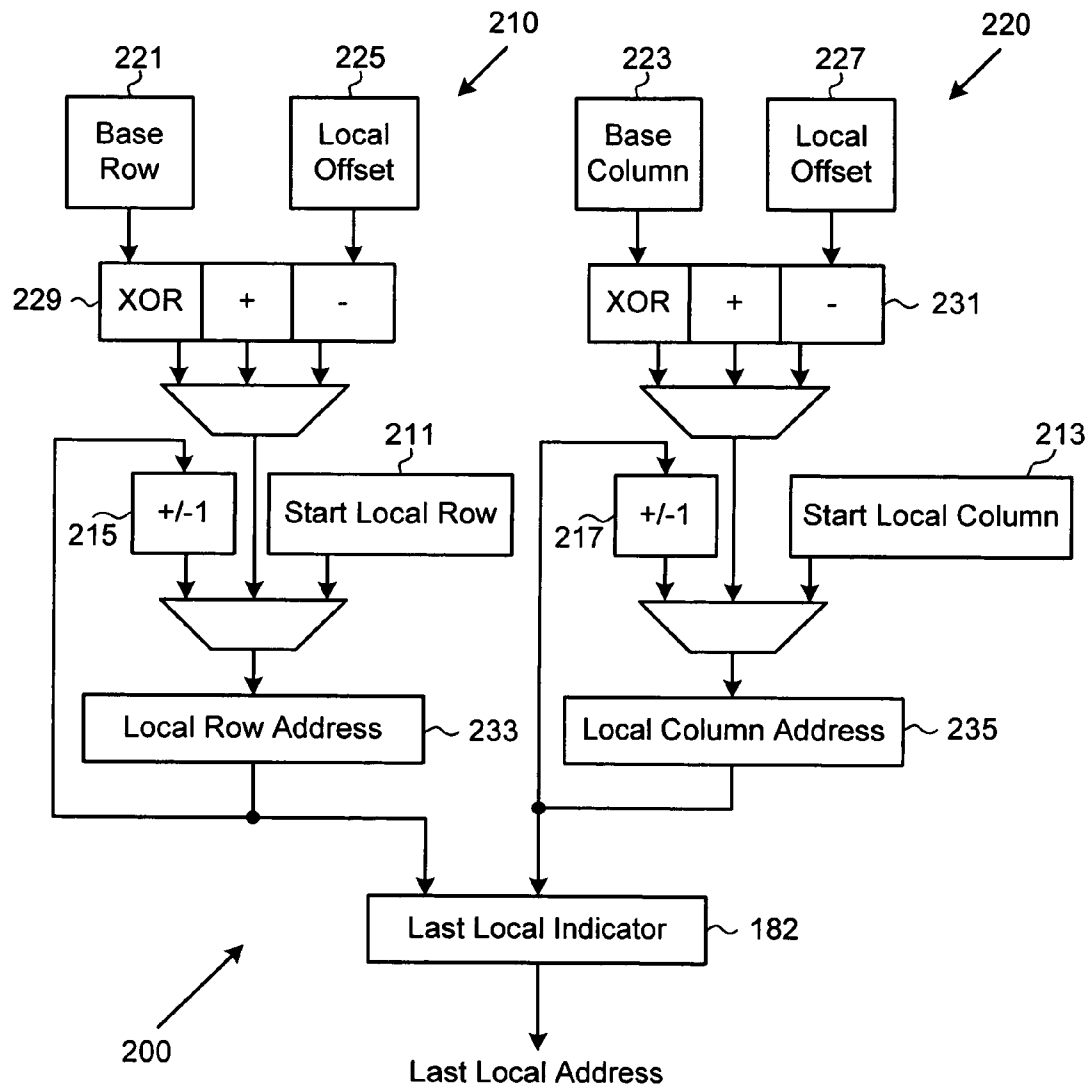 210
220
221
225
223
227
Base
Row
Local
Offset
Base
Column
Local
Offset
229
XOR
+
-
XOR
+
-
231
211
213
+/-1
Start Local Row
+/-1
Start Local Column
215
217
Local Row Address
233
Local Column Address
235
Last Local Indicator
182
200
Last Local Address